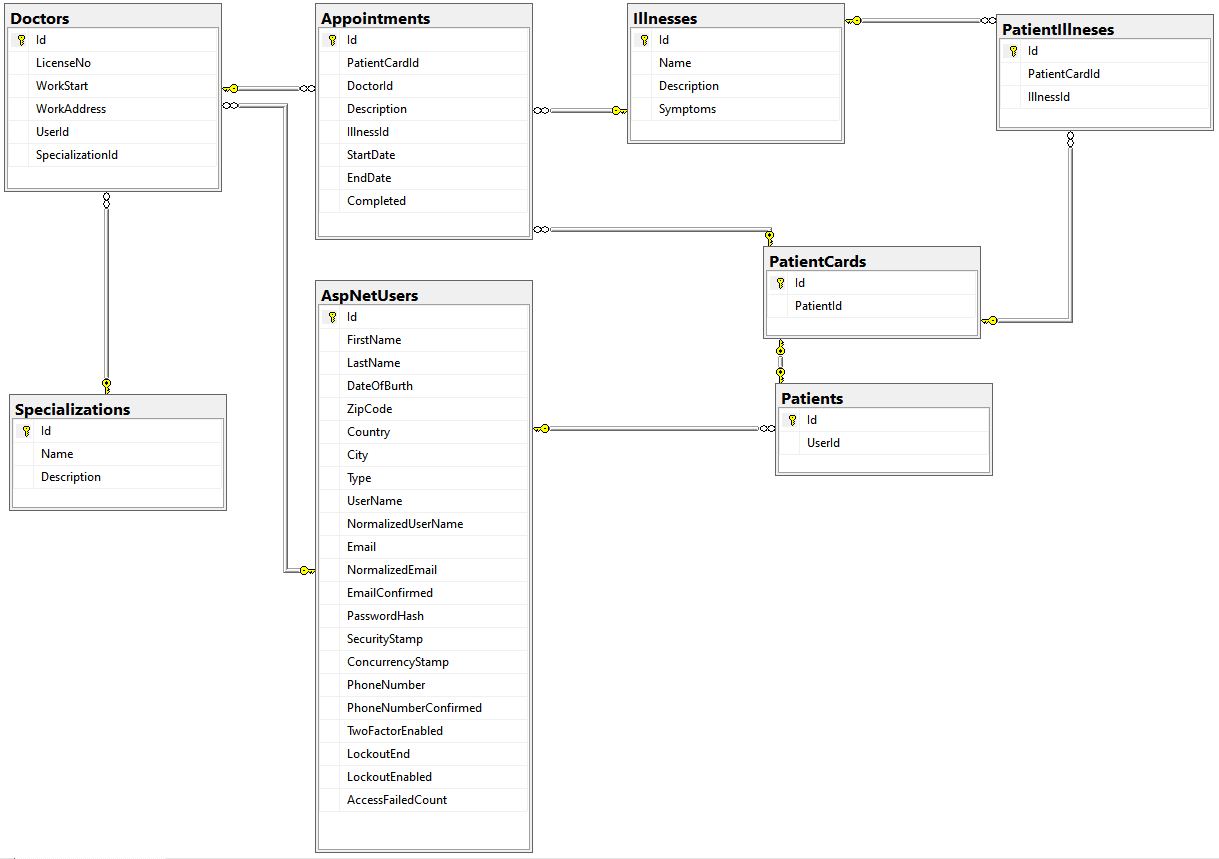 Doctors
Id
LicenseNo
WorkStart
WorkAddress
UserId
SpecializationId
Appointments
Id
PatientCardId
DoctorId
Description
IllnessId
StartDate
EndDate
Completed
Illnesses
Id
Name
Description
Symptoms
PatientIllneses
Id
PatientCardId
IllnessId
PatientCards
Id
PatientId
AspNetUsers
Id
FirstName
LastName
DateOfBurth
ZipCode
Country
City
Type
UserName
NormalizedUserName
Email
NormalizedEmail
EmailConfirmed
PasswordHash
SecurityStamp
ConcurrencyStamp
PhoneNumber
PhoneNumberConfirmed
TwoFactorEnabled
LockoutEnd
LockoutEnabled
AccessFailedCount
Patients
Id
UserId
Specializations
Id
Name
Description